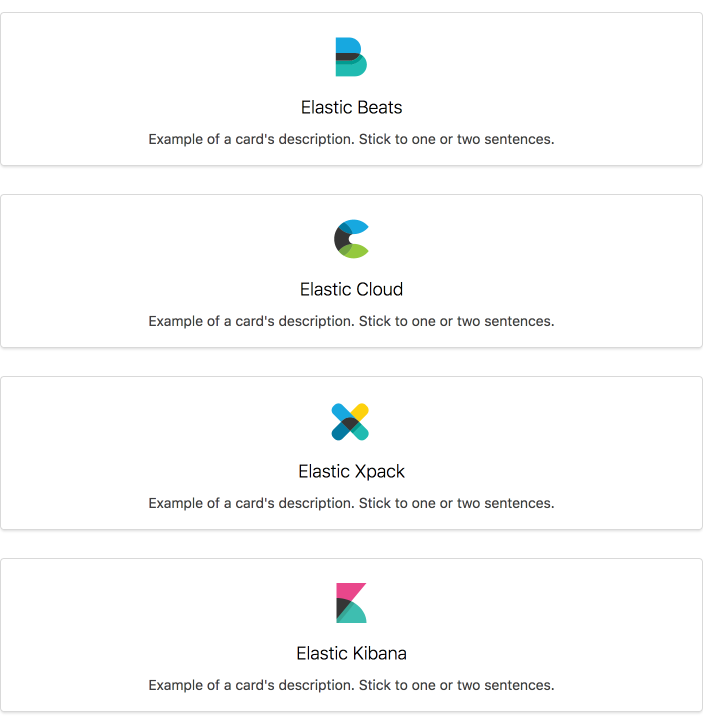 Elastic Beats
Example of a card's description. Stick to one or two sentences.
Elastic Cloud
Example of a card's description. Stick to one or two sentences.
Elastic Xpack
Example of a card's description. Stick to one or two sentences.
Elastic Kibana
Example of a card's description. Stick to one or two sentences.